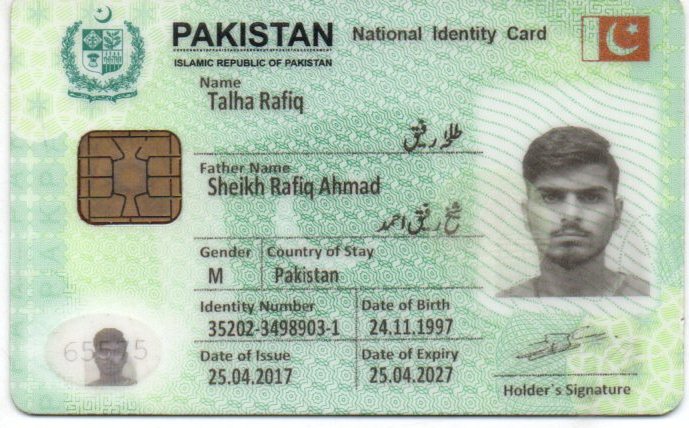 PAKISTAN National Identity Card
ISLAMIC REPUBLIC OF PAKISTAN
Name
Talha Rafiq
طلحہ رفیق
Father Name
Sheikh Rafiq Ahmad
شیخ رفیق احمد
Gender Country of Stay
M Pakistan
Identity Number Date of Birth
35202-3498903-1 24.11.1997
Date of Issue Date of Expiry
25.04.2017 25.04.2027
Holder's Signature